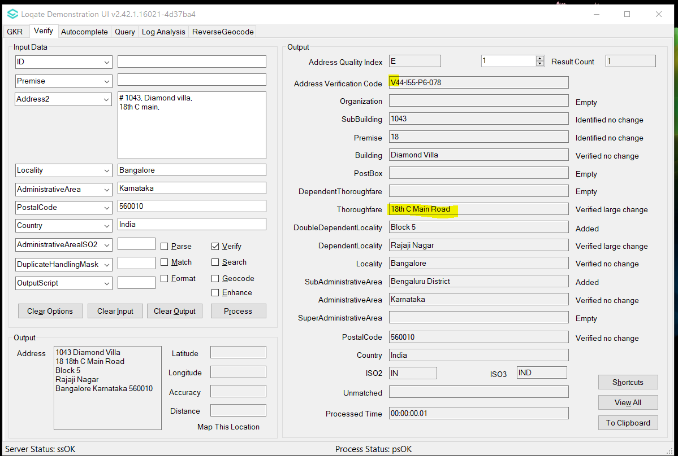 Loqate Demonstration UI v2.42.1.16021-4d37ba4
GKR Verify Autocomplete Query Log Analysis ReverseGeocode
Input Data
ID
Premise
Address2
# 1043, Diamond villa,
18th C main,
Locality Bangalore
AdministrativeArea Karnataka
PostalCode 560010
Country India
AdministrativeAreaISO2 Parse Verify
DuplicateHandlingMask Match Search
OutputScript Format Geocode
Enhance
Clear Options Clear Input Clear Output Process
Output
Address
1043 Diamond Villa
18 18th C Main Road
Block 5
Rajaji Nagar
Bangalore Karnataka 560010
Latitude
Longitude
Accuracy
Distance
Map This Location
Output
Address Quality Index E 1 Result Count 1
Address Verification Code V44-I55-P6-078
Organization Empty
SubBuilding 1043 Identified no change
Premise 18 Identified no change
Building Diamond Villa Verified no change
PostBox Empty
DependentThoroughfare Empty
Thoroughfare 18th C Main Road Verified large change
DoubleDependentLocality Block 5 Added
DependentLocality Rajaji Nagar Verified large change
Locality Bangalore Verified no change
SubAdministrativeArea Bengaluru District Added
AdministrativeArea Karnataka Verified no change
SuperAdministrativeArea Empty
PostalCode 560010 Verified no change
Country India
ISO2 IN ISO3 IND
Unmatched
Processed Time 00:00:00.01
Shortcuts
View All
To Clipboard
Server Status: ssOK Process Status: psOK